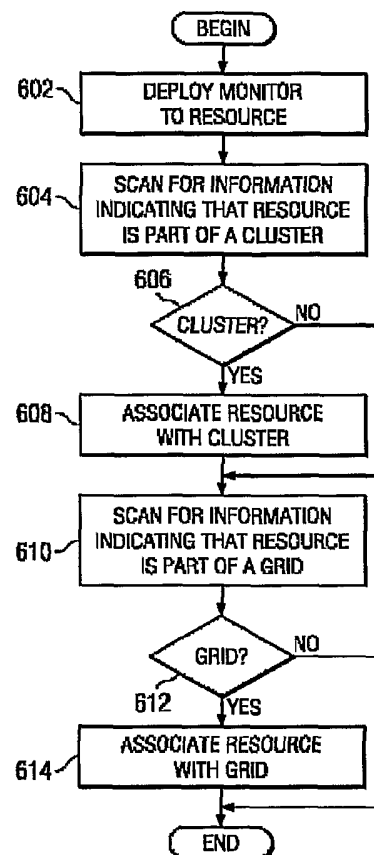 BEGIN
602
DEPLOY MONITOR
TO RESOURCE
604
SCAN FOR INFORMATION
INDICATING THAT RESOURCE
IS PART OF A CLUSTER
606
CLUSTER?
NO
YES
608
ASSOCIATE RESOURCE
WITH CLUSTER
610
SCAN FOR INFORMATION
INDICATING THAT RESOURCE
IS PART OF A GRID
GRID?
NO
612
YES
614
ASSOCIATE RESOURCE
WITH GRID
END